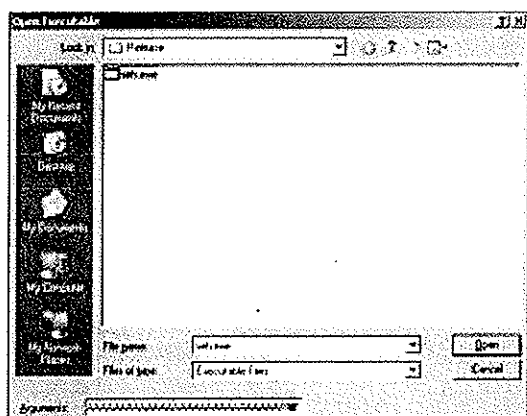 Open Executable
Look in: Release
My Recent
Documents
Desktop
My Documents
My Computer
My Network
Places
File name:
Open
Files of type: Executable Files
Cancel
Arguments: